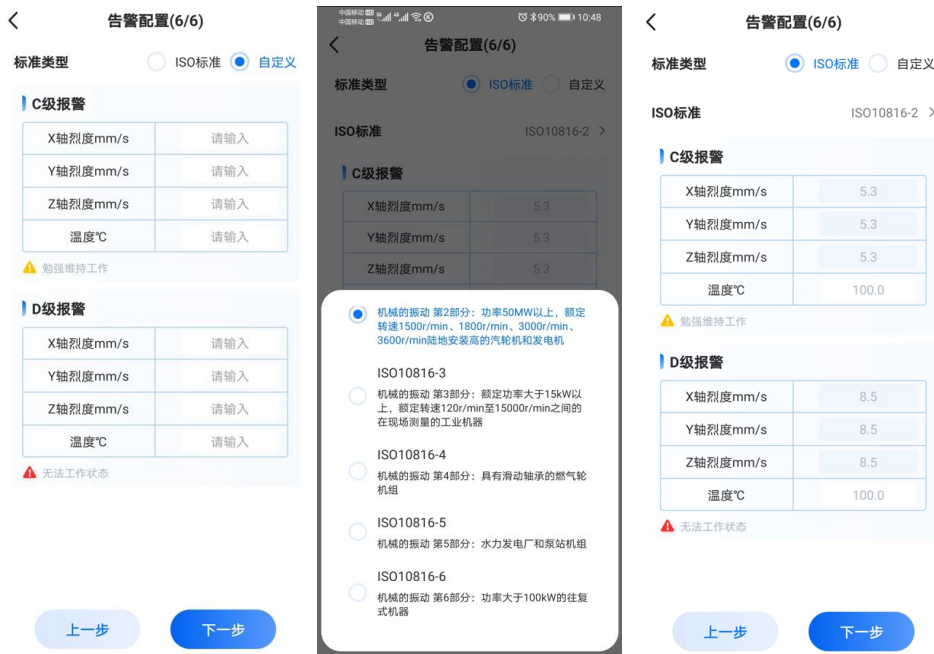 告警配置(6/6)
标准类型 ISO标准 自定义
C级报警
X轴烈度mm/s 请输入
Y轴烈度mm/s 请输入
Z轴烈度mm/s 请输入
温度℃ 请输入
勉强维持工作
D级报警
X轴烈度mm/s 请输入
Y轴烈度mm/s 请输入
Z轴烈度mm/s 请输入
温度℃ 请输入
无法工作状态
上一步 下一步
中国移动 HD
中国移动 HD
90% 10:48
告警配置(6/6)
标准类型 ISO标准 自定义
ISO标准 ISO10816-2
C级报警
X轴烈度mm/s 5.3
Y轴烈度mm/s 5.3
Z轴烈度mm/s 5.3
机械的振动 第2部分：功率50MW以上，额定
转速1500r/min、1800r/min、3000r/min、
3600r/min陆地安装高的汽轮机和发电机
ISO10816-3
机械的振动 第3部分：额定功率大于15kW以
上，额定转速120r/min至15000r/min之间的
在现场测量的工业机器
ISO10816-4
机械的振动 第4部分：具有滑动轴承的燃气轮
机组
ISO10816-5
机械的振动 第5部分：水力发电厂和泵站机组
ISO10816-6
机械的振动 第6部分：功率大于100kW的往复
式机器
告警配置(6/6)
标准类型 ISO标准 自定义
ISO标准 ISO10816-2
C级报警
X轴烈度mm/s 5.3
Y轴烈度mm/s 5.3
Z轴烈度mm/s 5.3
温度℃ 100.0
勉强维持工作
D级报警
X轴烈度mm/s 8.5
Y轴烈度mm/s 8.5
Z轴烈度mm/s 8.5
温度℃ 100.0
无法工作状态
上一步 下一步